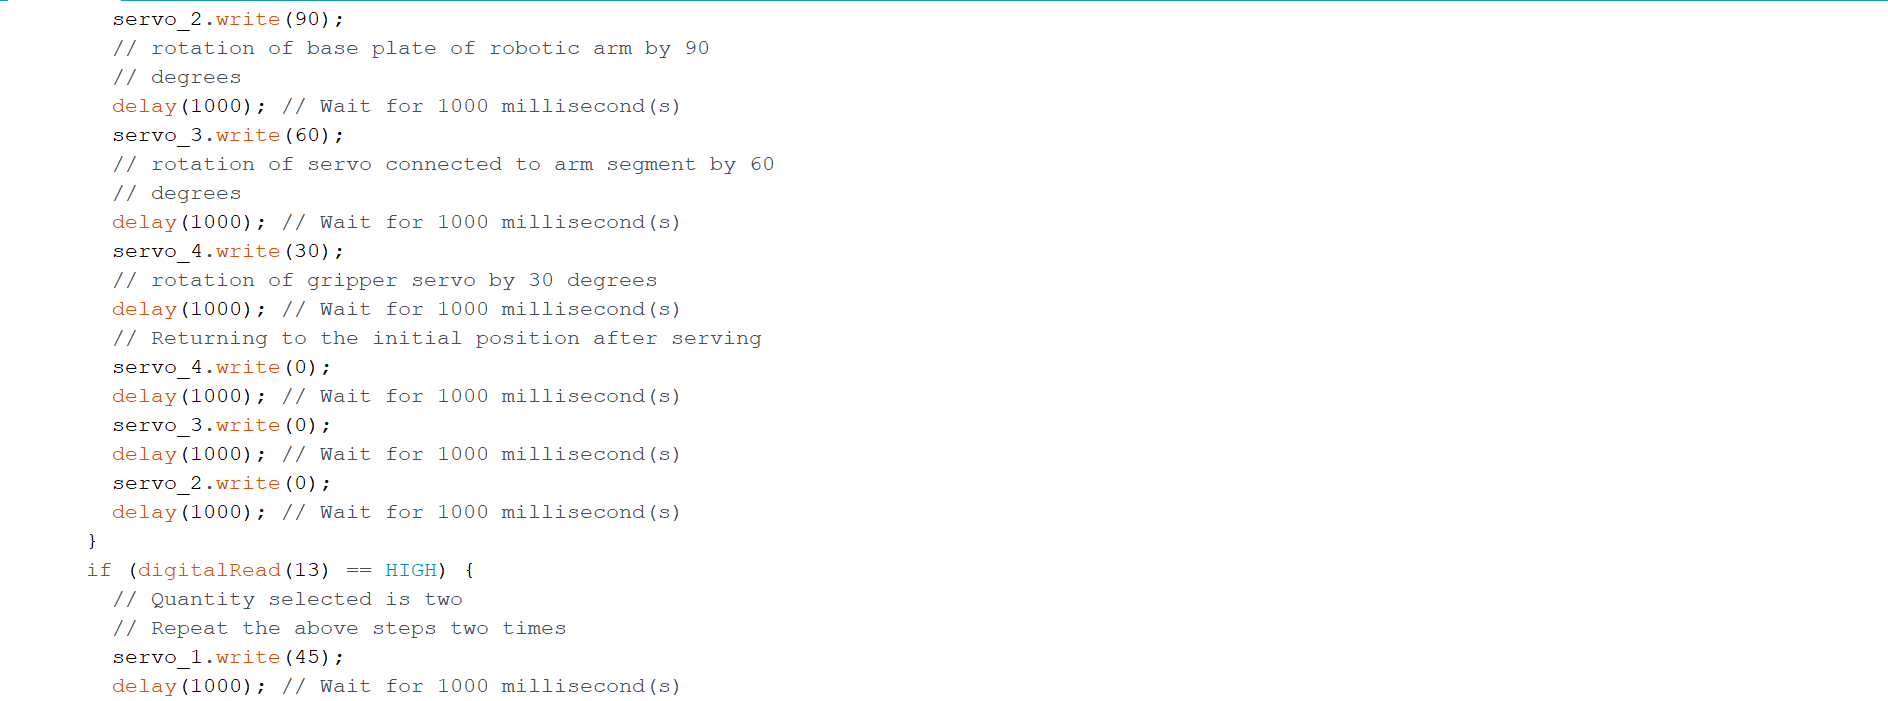 servo_2.write(90);
// rotation of base plate of robotic arm by 90
// degrees
delay(1000); // Wait for 1000 millisecond(s)
servo_3.write(60);
// rotation of servo connected to arm segment by 60
// degrees
delay(1000); // Wait for 1000 millisecond(s)
servo_4.write(30);
// rotation of gripper servo by 30 degrees
delay(1000); // Wait for 1000 millisecond(s)
// Returning to the initial position after serving
servo_4.write(0);
delay(1000); // Wait for 1000 millisecond(s)
servo_3.write(0);
delay(1000); // Wait for 1000 millisecond(s)
servo_2.write(0);
delay(1000); // Wait for 1000 millisecond(s)
}
if (digitalRead(13) == HIGH) {
// Quantity selected is two
// Repeat the above steps two times
servo_1.write(45);
delay(1000); // Wait for 1000 millisecond(s)